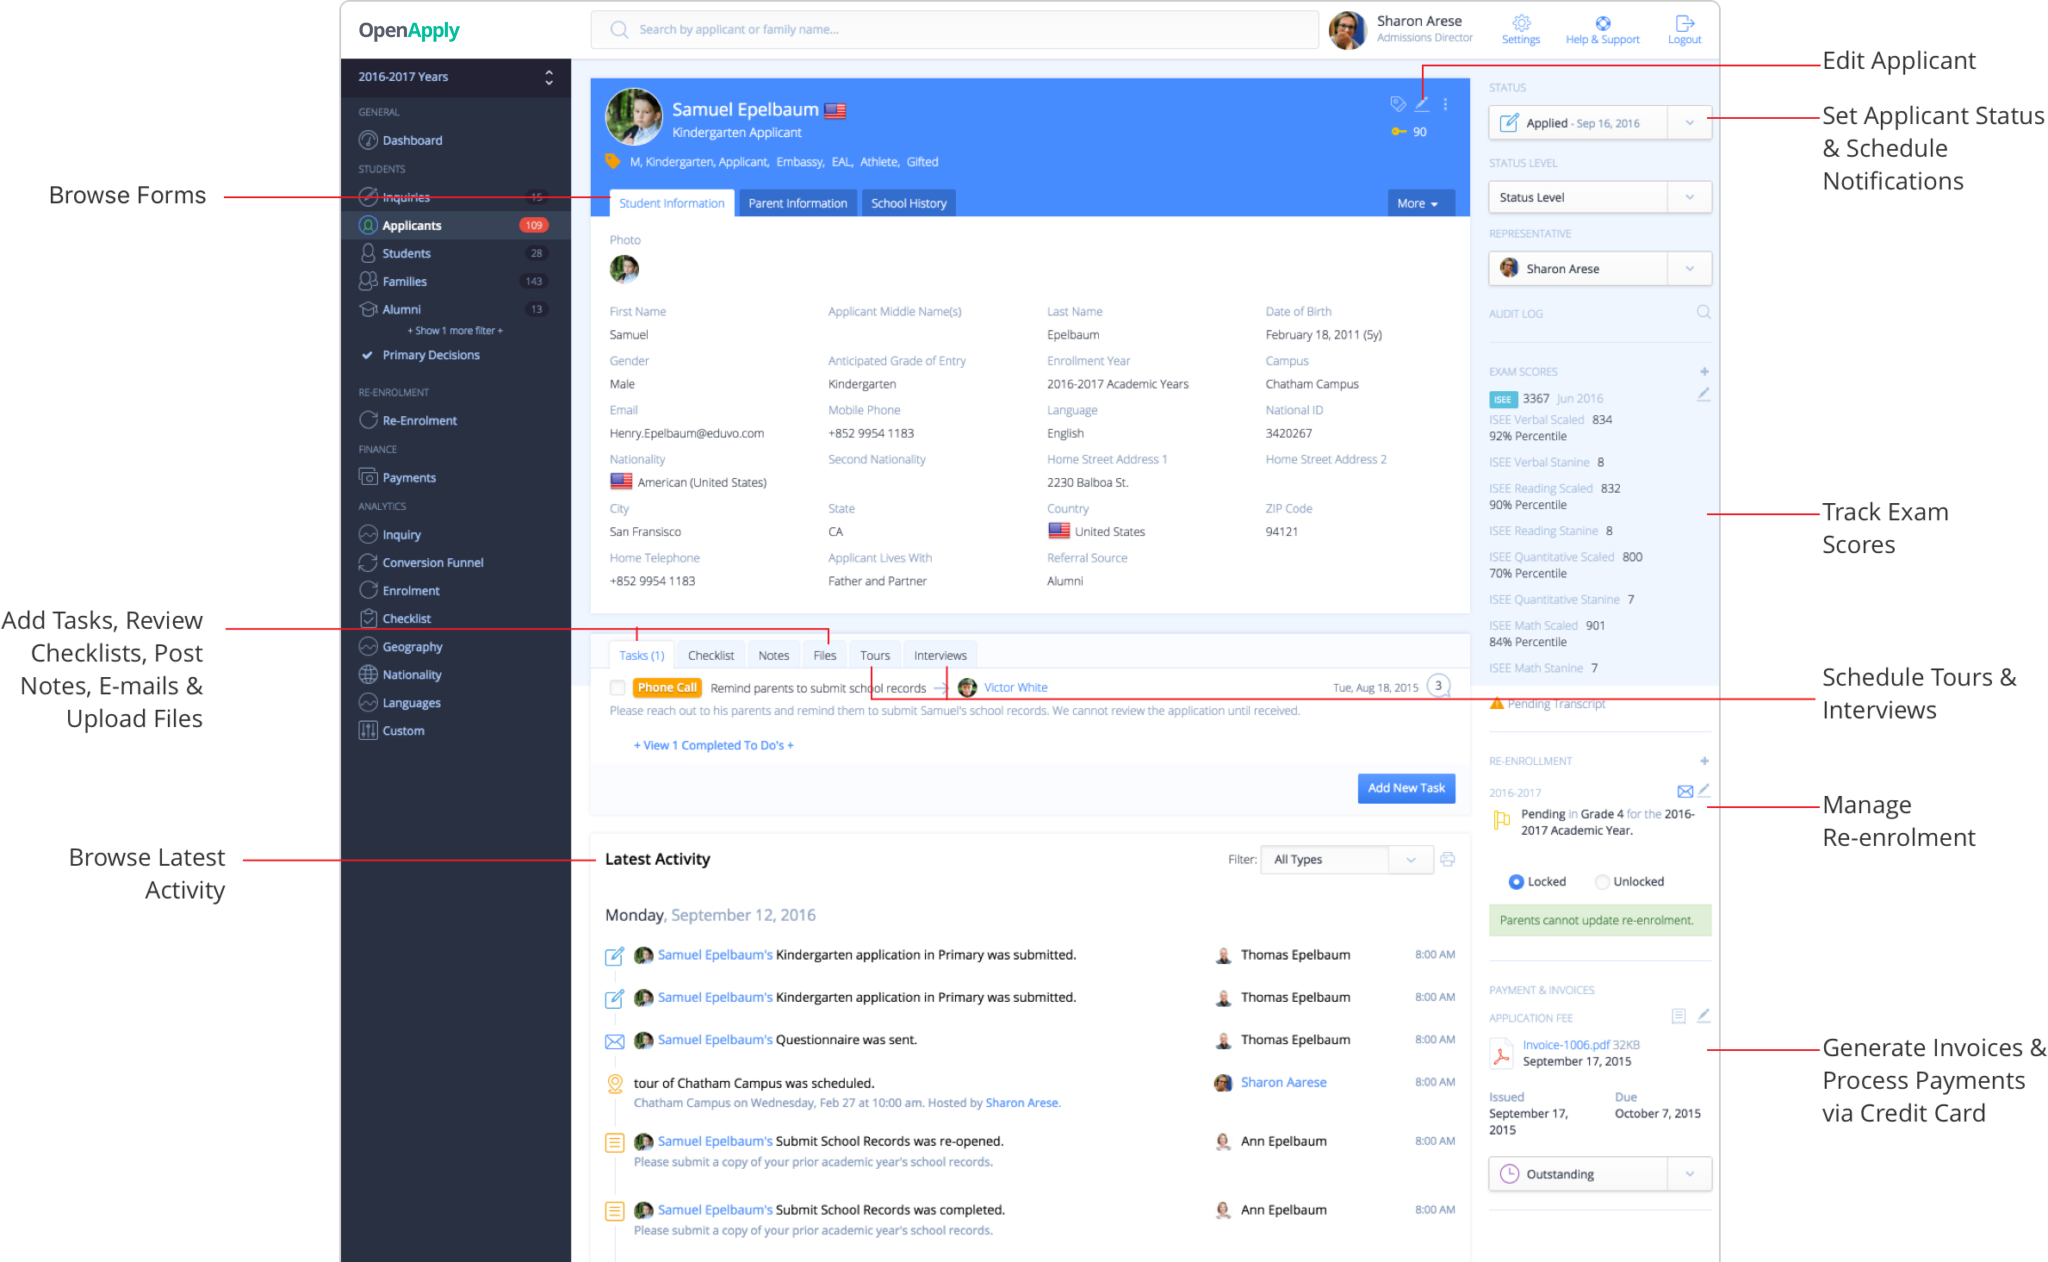 OpenApply
Search by applicant or family name...
Sharon Arese
Admissions Director
Settings
Help & Support
Logout
2016-2017 Years
GENERAL
Dashboard
STUDENTS
Inquiries 15
Applicants 109
Students 28
Families 143
Alumni 13
+ Show 1 more filter +
Primary Decisions
RE-ENROLMENT
Re-Enrolment
FINANCE
Payments
ANALYTICS
Inquiry
Conversion Funnel
Enrolment
Checklist
Geography
Nationality
Languages
Custom
Browse Forms
Add Tasks, Review
Checklists, Post
Notes, E-mails &
Upload Files
Browse Latest
Activity
Samuel Epelbaum
Kindergarten Applicant
90
M, Kindergarten, Applicant, Embassy, EAL, Athlete, Gifted
Student Information Parent Information School History More
Photo
First Name Applicant Middle Name(s) Last Name Date of Birth
Samuel Epelbaum February 18, 2011 (5y)
Gender Anticipated Grade of Entry Enrollment Year Campus
Male Kindergarten 2016-2017 Academic Years Chatham Campus
Email Mobile Phone Language National ID
Henry.Epelbaum@eduvo.com +852 9954 1183 English 3420267
Nationality Second Nationality Home Street Address 1 Home Street Address 2
American (United States) 2230 Balboa St.
City State Country ZIP Code
San Fransisco CA United States 94121
Home Telephone Applicant Lives With Referral Source
+852 9954 1183 Father and Partner Alumni
Tasks (1) Checklist Notes Files Tours Interviews
Phone Call Remind parents to submit school records Victor White Tue, Aug 18, 2015 3
Please reach out to his parents and remind them to submit Samuel's school records. We cannot review the application until received.
+ View 1 Completed To Do's +
Add New Task
Latest Activity Filter: All Types
Monday, September 12, 2016
Samuel Epelbaum's Kindergarten application in Primary was submitted. Thomas Epelbaum 8:00 AM
Samuel Epelbaum's Kindergarten application in Primary was submitted. Thomas Epelbaum 8:00 AM
Samuel Epelbaum's Questionnaire was sent. Thomas Epelbaum 8:00 AM
tour of Chatham Campus was scheduled. Sharon Aarese 8:00 AM
Chatham Campus on Wednesday, Feb 27 at 10:00 am. Hosted by Sharon Arese.
Samuel Epelbaum's Submit School Records was re-opened. Ann Epelbaum 8:00 AM
Please submit a copy of your prior academic year's school records.
Samuel Epelbaum's Submit School Records was completed. Ann Epelbaum 8:00 AM
Please submit a copy of your prior academic year's school records.
STATUS
Applied - Sep 16, 2016
STATUS LEVEL
Status Level
REPRESENTATIVE
Sharon Arese
AUDIT LOG
EXAM SCORES +
ISEE 3367 Jun 2016
ISEE Verbal Scaled 834
92% Percentile
ISEE Verbal Stanine 8
ISEE Reading Scaled 832
90% Percentile
ISEE Reading Stanine 8
ISEE Quantitative Scaled 800
70% Percentile
ISEE Quantitative Stanine 7
ISEE Math Scaled 901
84% Percentile
ISEE Math Stanine 7
Pending Transcript
RE-ENROLLMENT +
2016-2017
Pending in Grade 4 for the 2016-
2017 Academic Year.
Locked Unlocked
Parents cannot update re-enrolment.
PAYMENT & INVOICES
APPLICATION FEE
Invoice-1006.pdf 32KB
September 17, 2015
Issued Due
September 17, October 7, 2015
2015
Outstanding
Edit Applicant
Set Applicant Status
& Schedule
Notifications
Track Exam
Scores
Schedule Tours &
Interviews
Manage
Re-enrolment
Generate Invoices &
Process Payments
via Credit Card